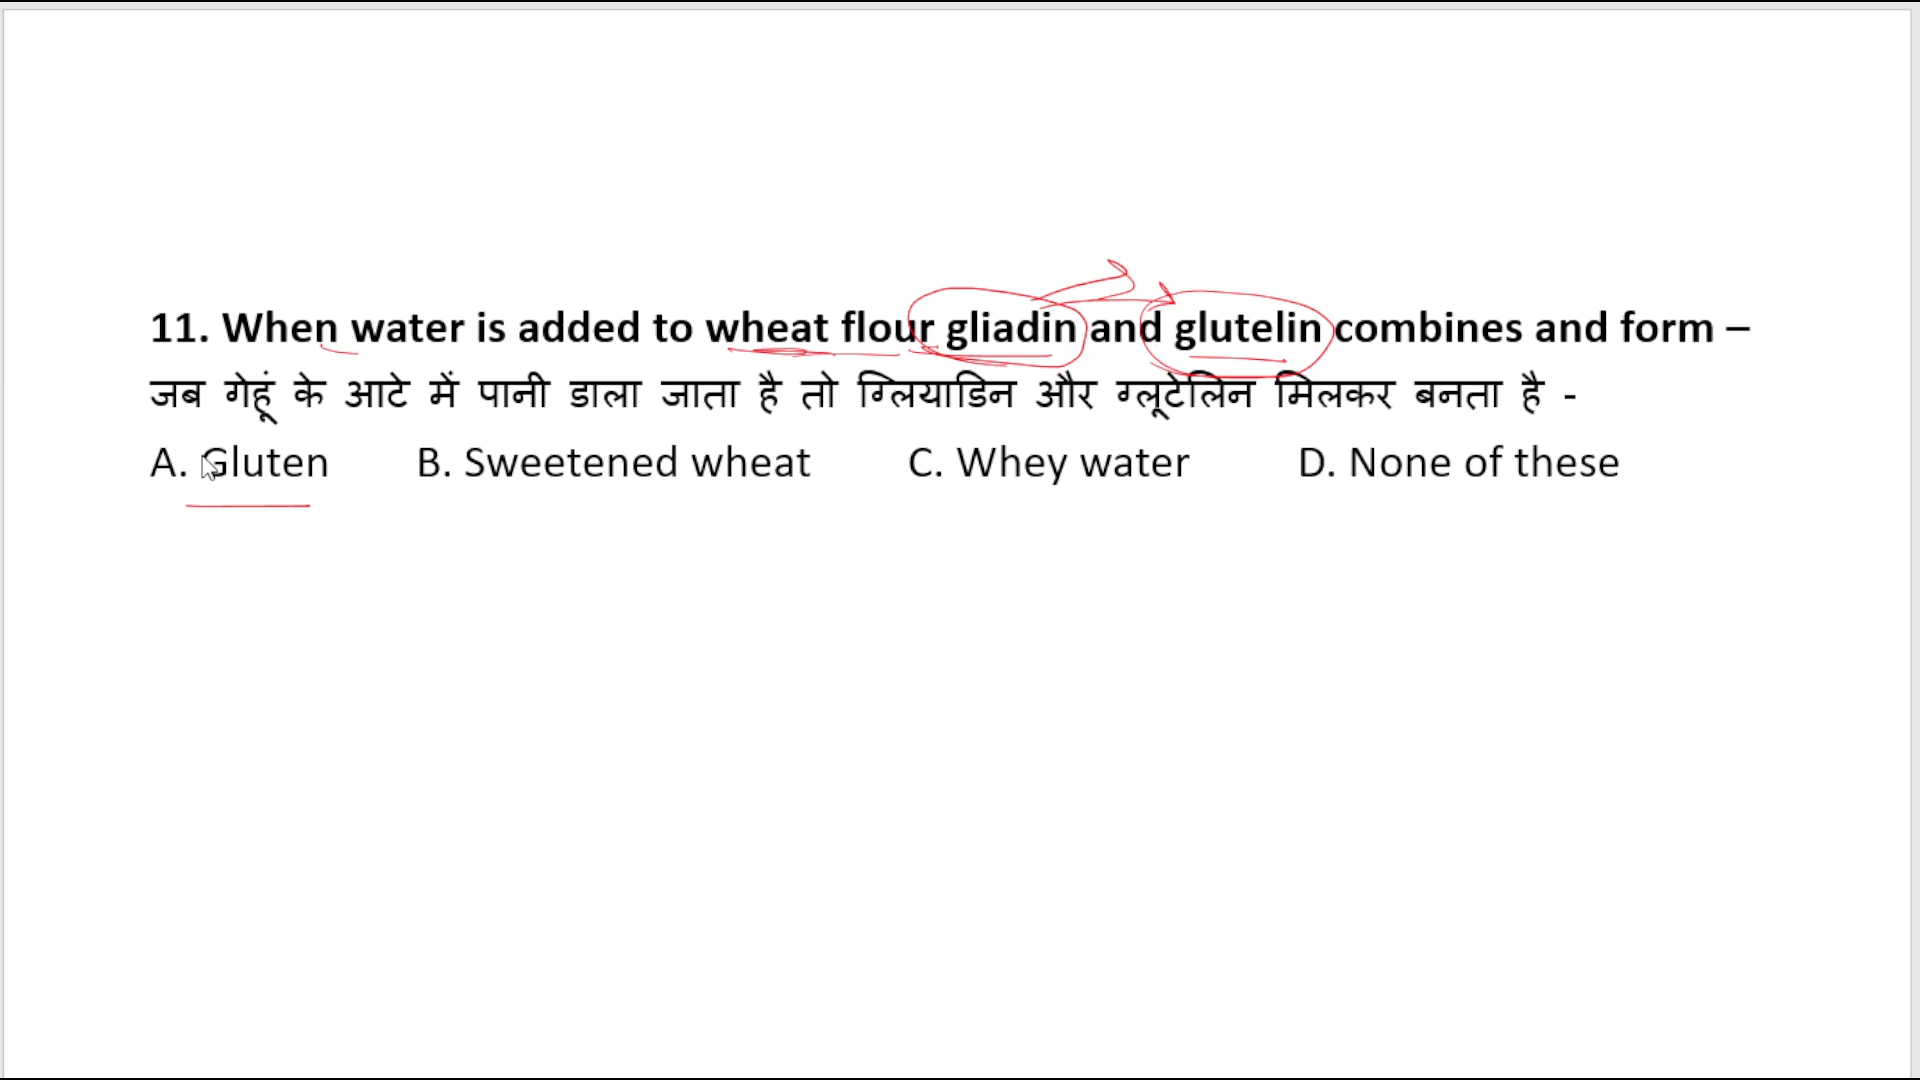 11. When water is added to wheat flour gliadin and glutelin combines and form –
जब गेहूं के आटे में पानी डाला जाता है तो ग्लियाडिन और ग्लूटेलिन मिलकर बनता है -
A. Gluten B. Sweetened wheat C. Whey water D. None of these